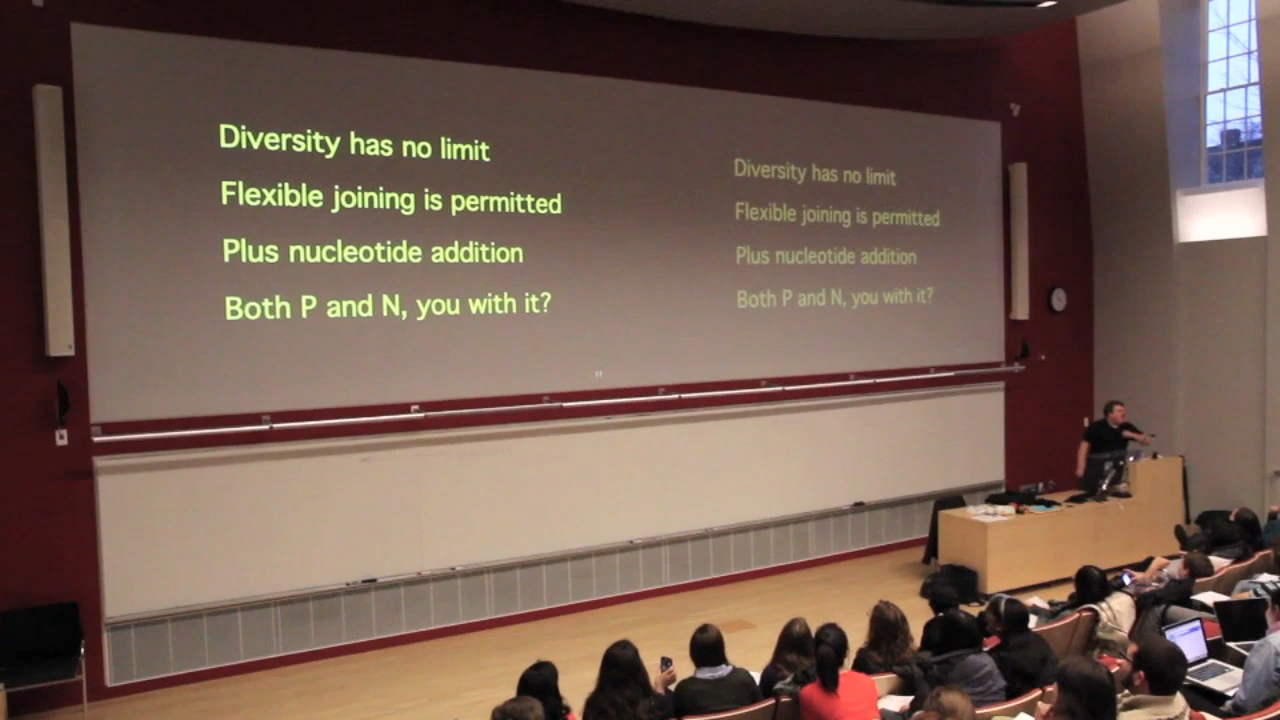 Diversity has no limit
Flexible joining is permitted
Plus nucleotide addition
Both P and N, you with it?
Diversity has no limit
Flexible joining is permitted
Plus nucleotide addition
Both P and N, you with it?